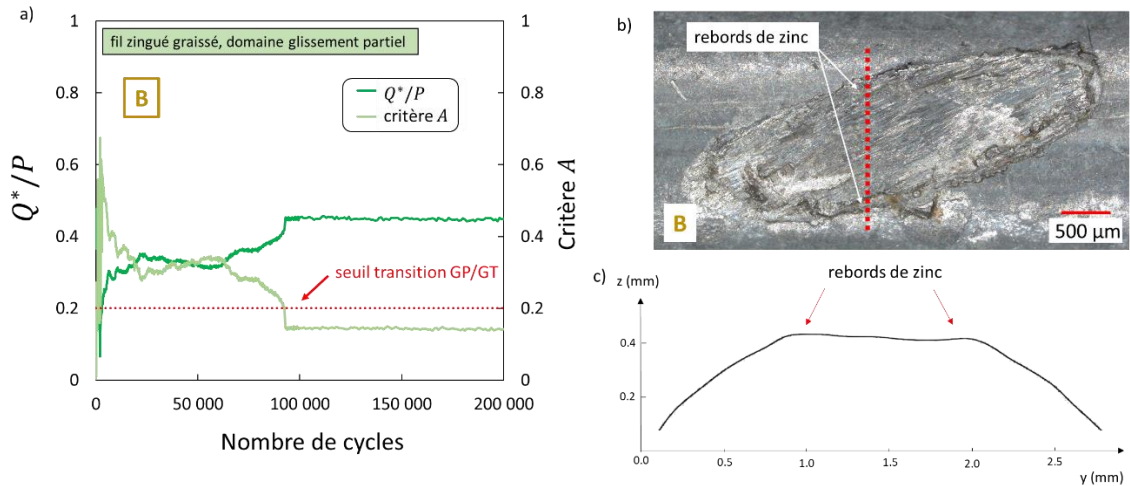 a)
fil zingué graissé, domaine glissement partiel
B
Q*/P
critère A
1
0.8
0.6
0.4
0.2
0
Q*/P
1
0.8
0.6
0.4
0.2
0
Critère A
seuil transition GP/GT
0
50 000
100 000
150 000
200 000
Nombre de cycles
b)
rebords de zinc
B
500 µm
c)
rebords de zinc
z (mm)
0.4
0.2
0.0
0.5
1.0
1.5
2.0
2.5
y (mm)